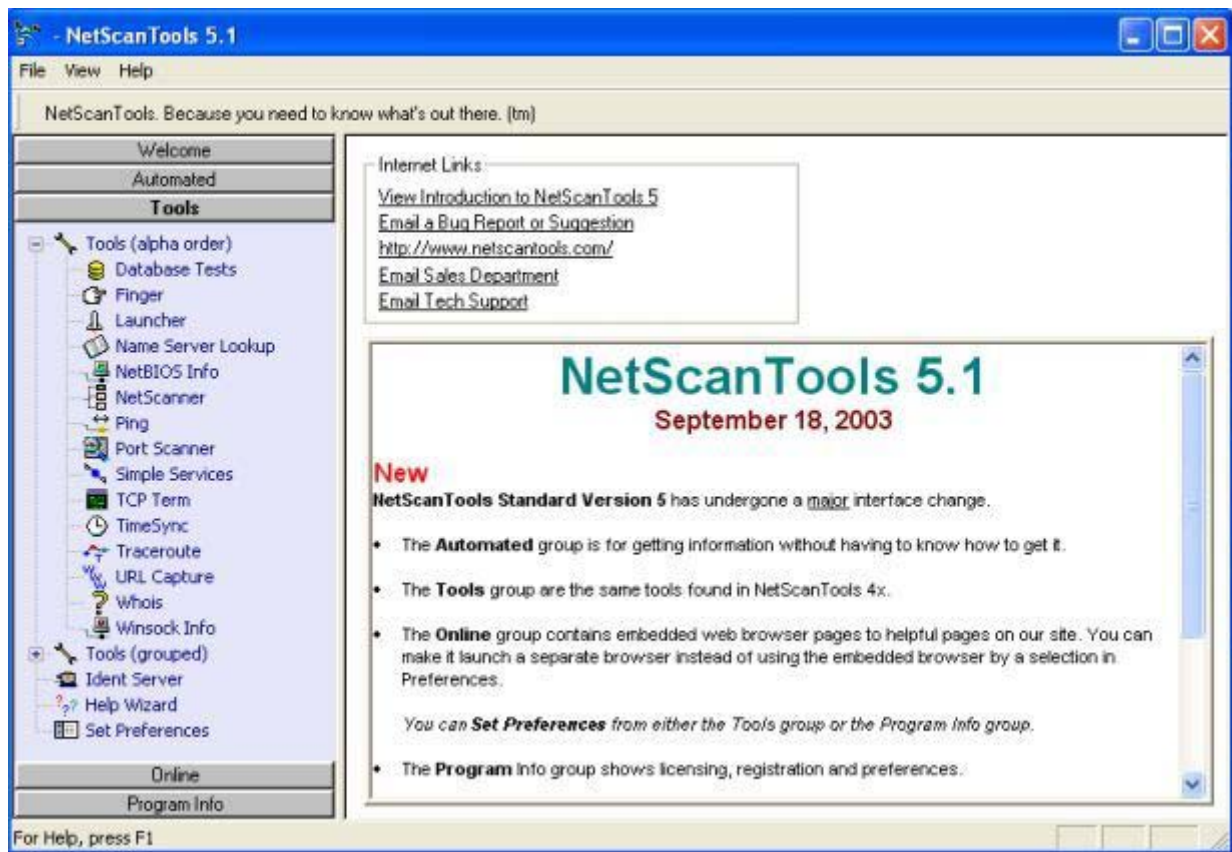 - NetScanTools 5.1
File View Help
NetScanTools. Because you need to know what's out there. (tm)
Welcome
Automated
Tools
Tools (alpha order)
Database Tests
Finger
Launcher
Name Server Lookup
NetBIOS Info
NetScanner
Ping
Port Scanner
Simple Services
TCP Term
TimeSync
Traceroute
URL Capture
Whois
Winsock Info
Tools (grouped)
Ident Server
Help Wizard
Set Preferences
Online
Program Info
Internet Links
View Introduction to NetScanTools 5
Email a Bug Report or Suggestion
http://www.netscantools.com/
Email Sales Department
Email Tech Support
NetScanTools 5.1
September 18, 2003
New
NetScanTools Standard Version 5 has undergone a major interface change.
• The Automated group is for getting information without having to know how to get it.
• The Tools group are the same tools found in NetScanTools 4x.
• The Online group contains embedded web browser pages to helpful pages on our site. You can
make it launch a separate browser instead of using the embedded browser by a selection in
Preferences.
You can Set Preferences from either the Tools group or the Program Info group.
• The Program Info group shows licensing, registration and preferences.
For Help, press F1